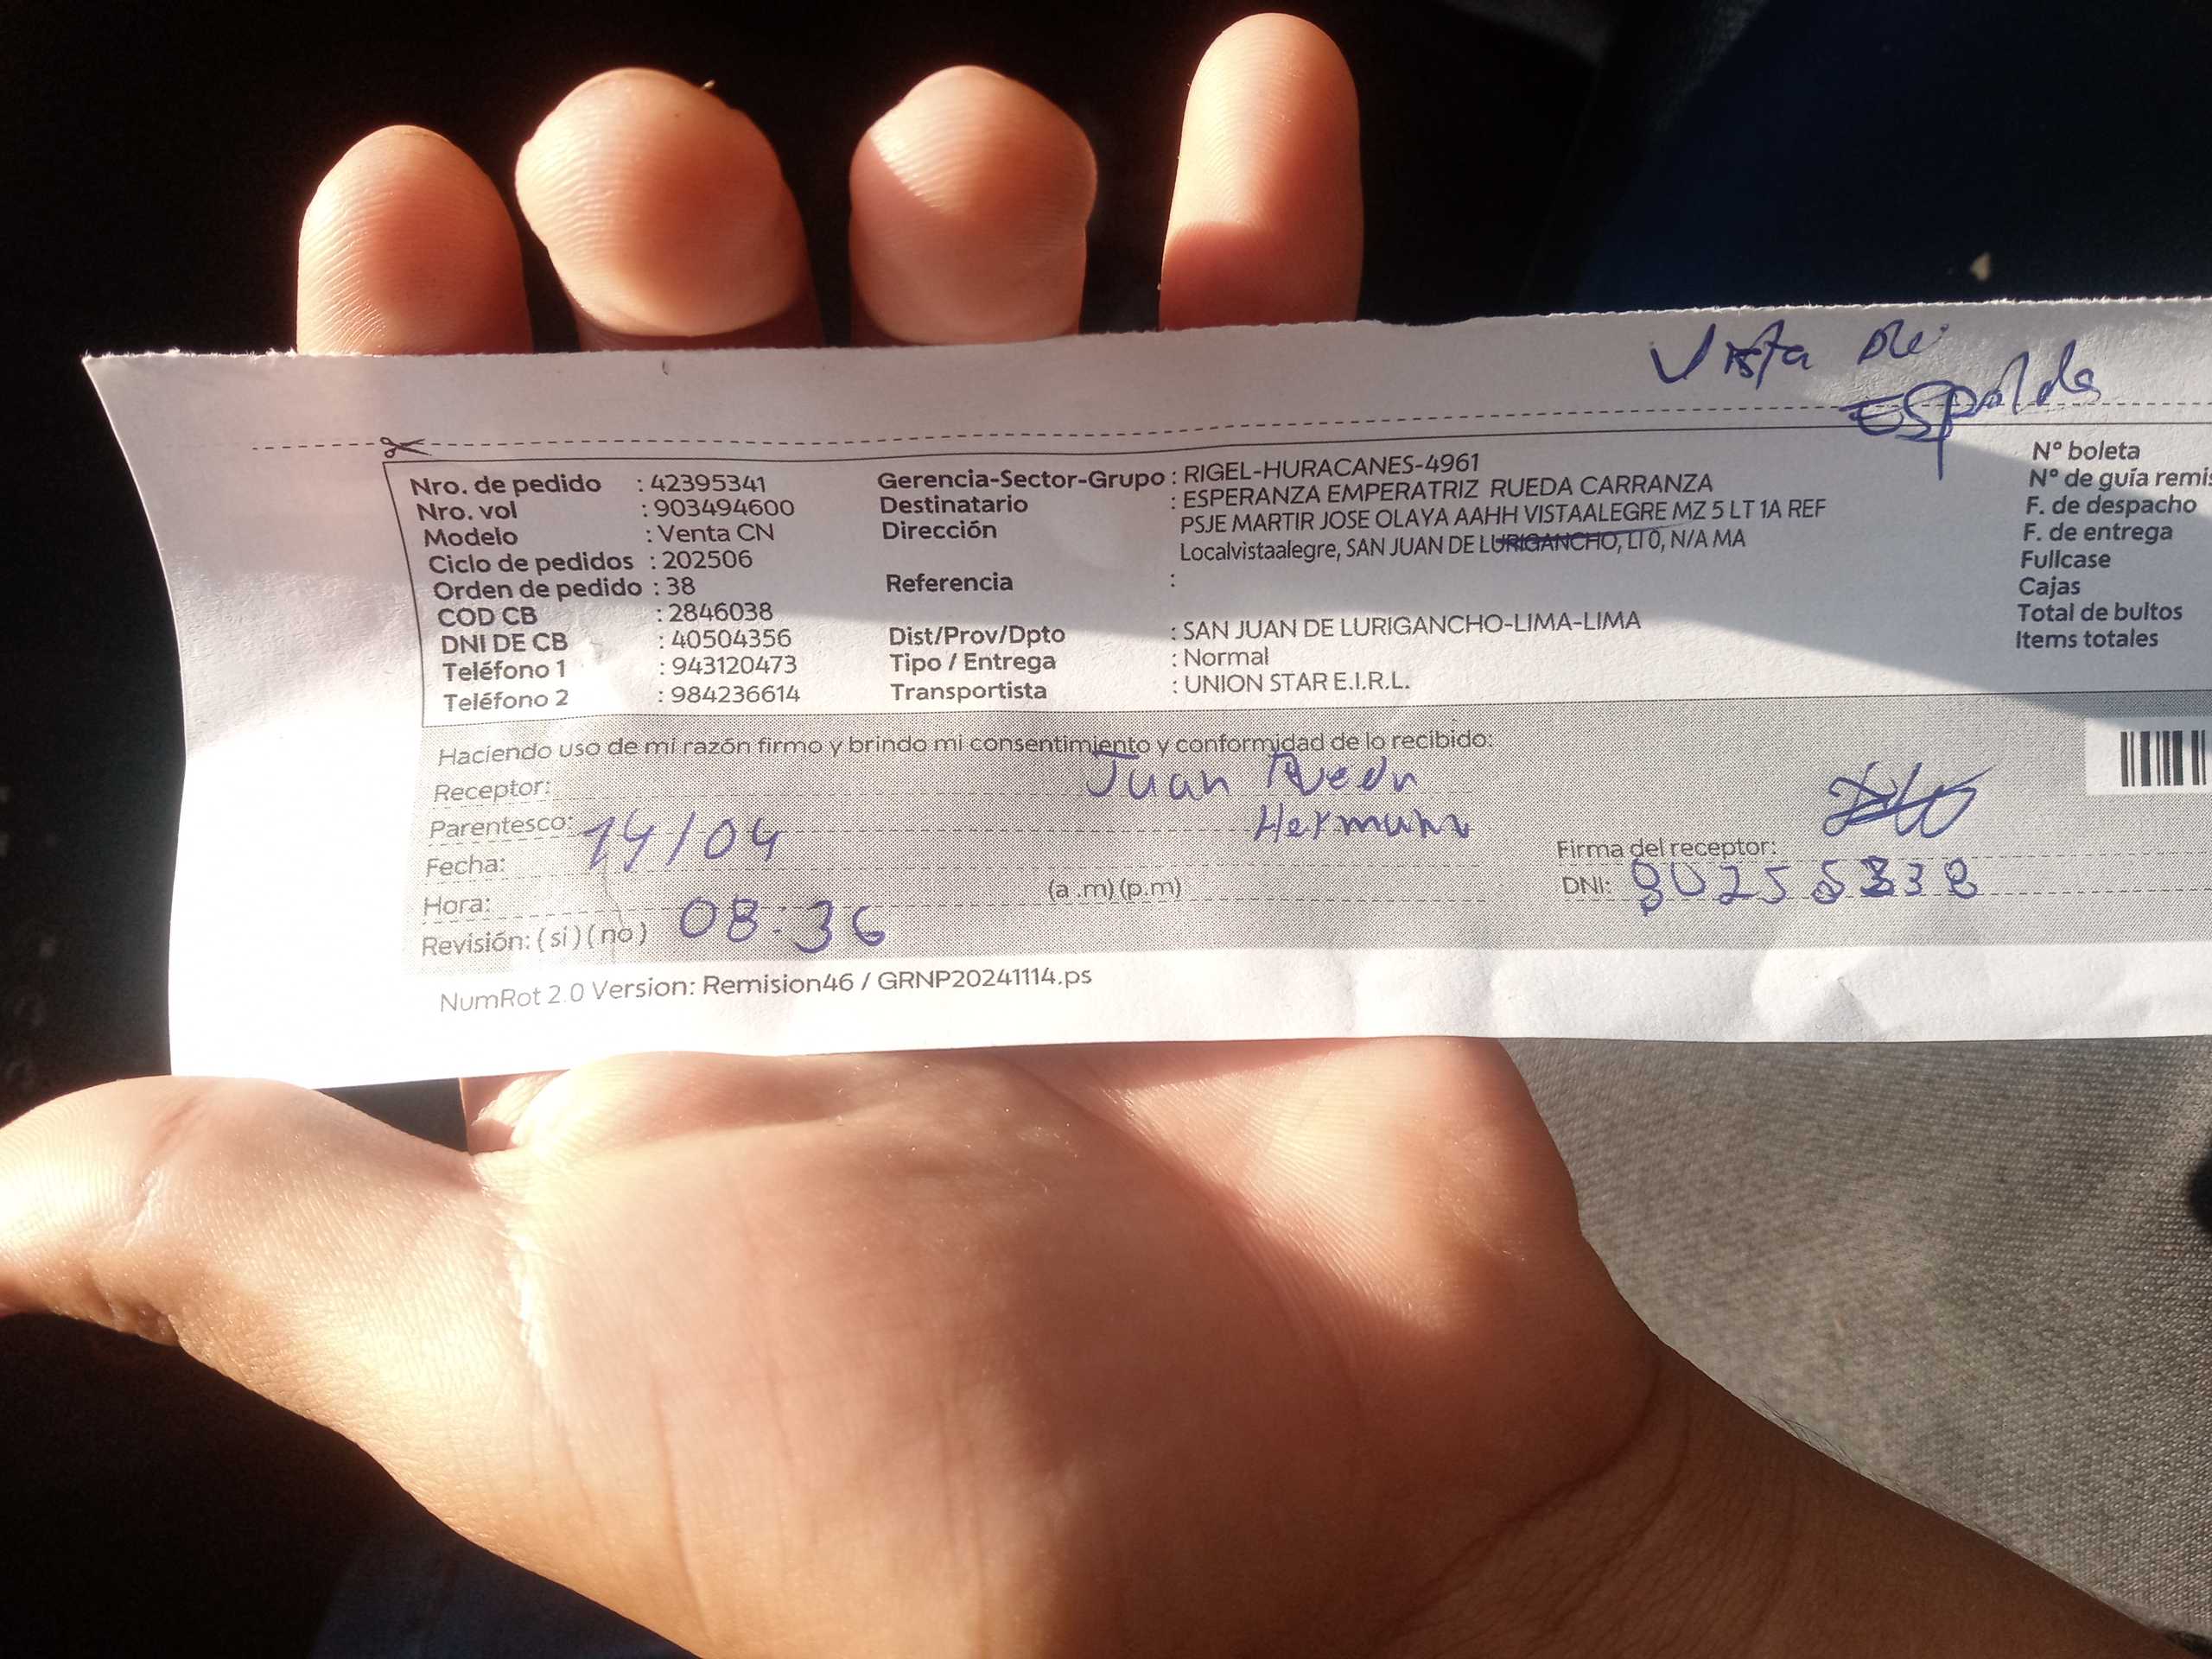 Vista de
Espalda
Nro. de pedido : 42395341
Nro. vol : 903494600
Modelo : Venta CN
Ciclo de pedidos : 202506
Orden de pedido : 38
COD CB : 2846038
DNI DE CB : 40504356
Teléfono 1 : 943120473
Teléfono 2 : 984236614
Gerencia-Sector-Grupo : RIGEL-HURACANES-4961
Destinatario : ESPERANZA EMPERATRIZ RUEDA CARRANZA
Dirección PSJE MARTIR JOSE OLAYA AAHH VISTAALEGRE MZ 5 LT 1A REF
Localvistaalegre, SAN JUAN DE LURIGANCHO, LT 0, N/A MA
Referencia :
Dist/Prov/Dpto : SAN JUAN DE LURIGANCHO-LIMA-LIMA
Tipo / Entrega : Normal
Transportista : UNION STAR E.I.R.L.
N° boleta
N° de guía remis
F. de despacho
F. de entrega
Fullcase
Cajas
Total de bultos
Items totales
Haciendo uso de mi razón firmo y brindo mi consentimiento y conformidad de lo recibido:
Receptor: Juan Rueda
Parentesco: Hermano
Fecha: 14/04
Hora: (a .m) (p.m)
Revisión: (si) (no) 08:36
Firma del receptor:
DNI:
NumRot 2.0 Version: Remision46 / GRNP20241114.ps